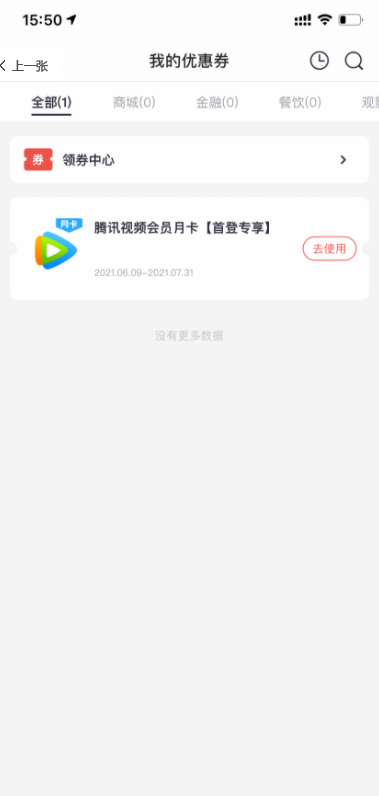 15:50
上一张
我的优惠券
全部(1) 商城(0) 金融(0) 餐饮(0) 观影
券 领券中心
月卡
腾讯视频会员月卡【首登专享】
去使用
2021.06.09~2021.07.31
没有更多数据